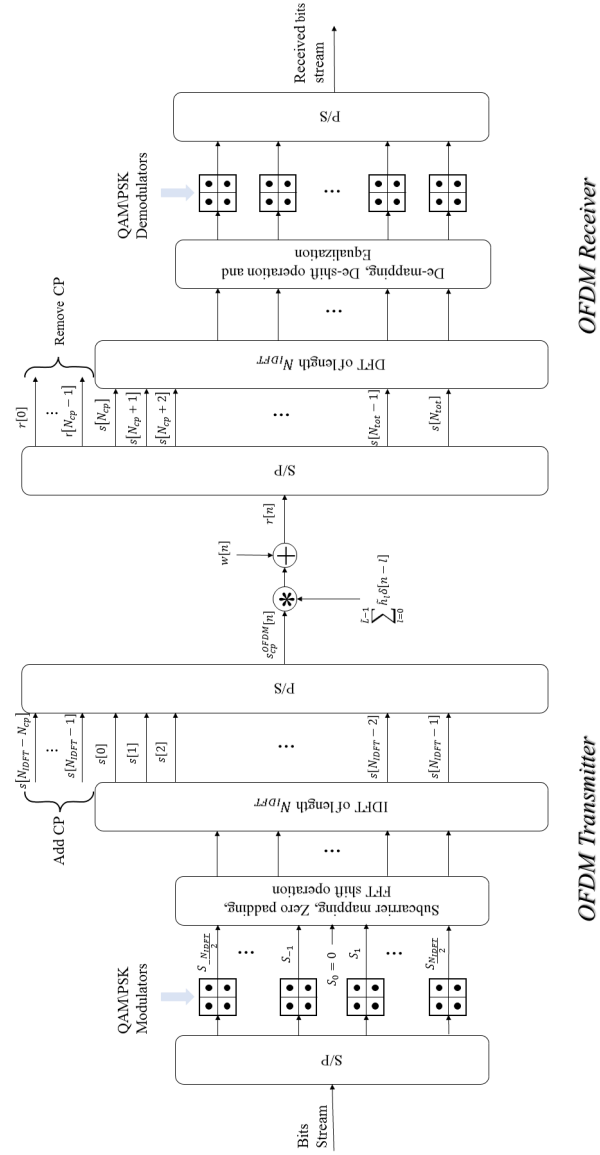 Bits
Stream
S/P
QAM\PSK
Modulators
S_{-\frac{N_{IDFT}}{2}}
...
S_{-1}
S_0 = 0
S_1
...
S_{\frac{N_{IDFT}}{2}}
Subcarrier mapping, Zero padding,
FFT shift operation
...
IDFT of length N_{IDFT}
Add CP
s[N_{IDFT} − N_{cp}]
...
s[N_{IDFT} − 1]
s[0]
s[1]
s[2]
...
s[N_{IDFT} − 2]
s[N_{IDFT} − 1]
P/S
s_{cp}^{OFDM}[n]
*
\sum_{l=0}^{\tilde{L}-1} \tilde{h}_l δ[n − l]
w[n]
+
r[n]
S/P
r[0]
...
r[N_{cp} − 1]
Remove CP
s[N_{cp}]
s[N_{cp} + 1]
s[N_{cp} + 2]
...
s[N_{tot} − 1]
s[N_{tot}]
DFT of length N_{IDFT}
...
De-mapping, De-shift operation and
Equalization
QAM\PSK
Demodulators
...
P/S
Received bits
stream
OFDM Transmitter
OFDM Receiver